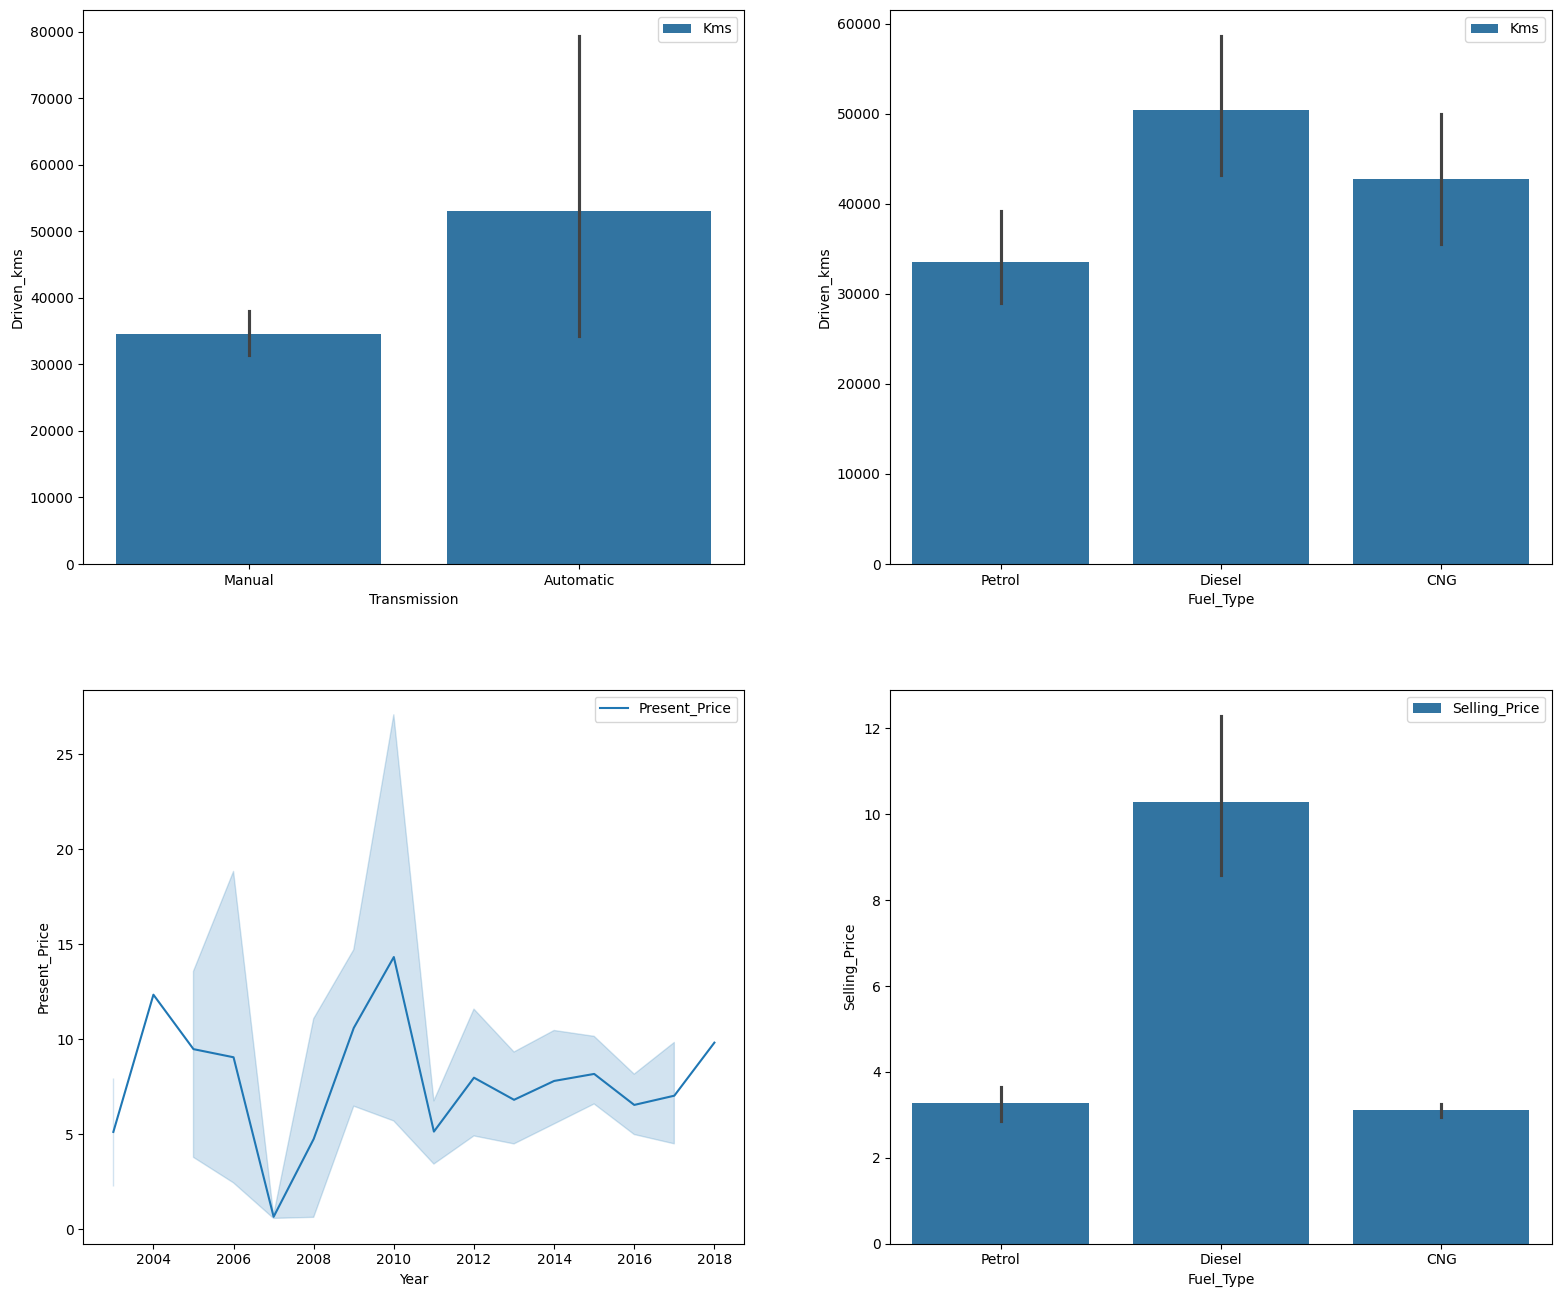 Kms
80000
70000
60000
50000
40000
30000
20000
10000
0
Driven_kms
Manual Automatic
Transmission
Kms
60000
50000
40000
30000
20000
10000
0
Driven_kms
Petrol Diesel CNG
Fuel_Type
Present_Price
25
20
15
10
5
0
Present_Price
2004 2006 2008 2010 2012 2014 2016 2018
Year
Selling_Price
12
10
8
6
4
2
0
Selling_Price
Petrol Diesel CNG
Fuel_Type